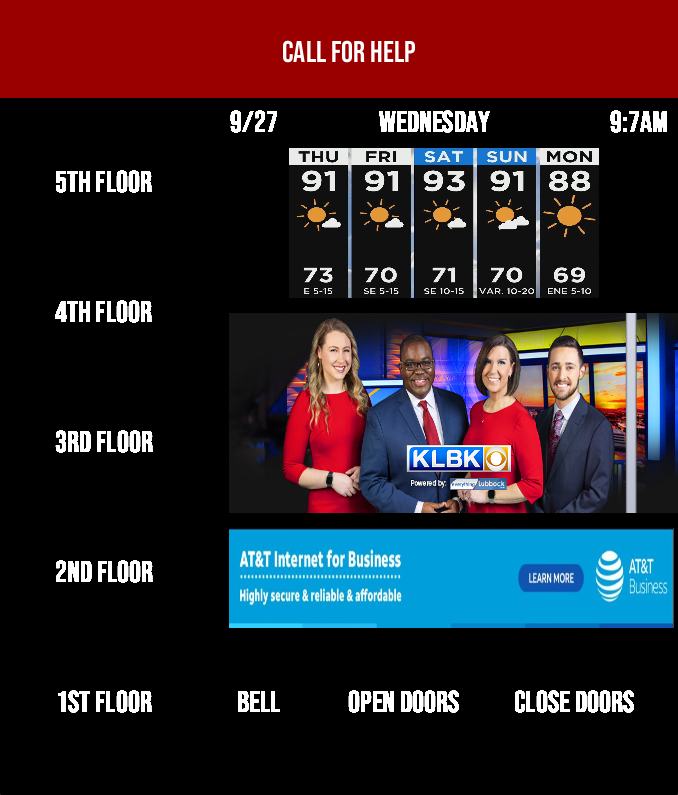 CALL FOR HELP
9/27 WEDNESDAY 9:7AM
THU FRI SAT SUN MON
5TH FLOOR
91 91 93 91 88
73 70 71 70 69
E 5-15 SE 5-15 SE 10-15 VAR. 10-20 ENE 5-10
4TH FLOOR
3RD FLOOR
KLBK
Powered by: everything lubbock
2ND FLOOR
AT&T Internet for Business
Highly secure & reliable & affordable
LEARN MORE
AT&T
Business
1ST FLOOR BELL OPEN DOORS CLOSE DOORS